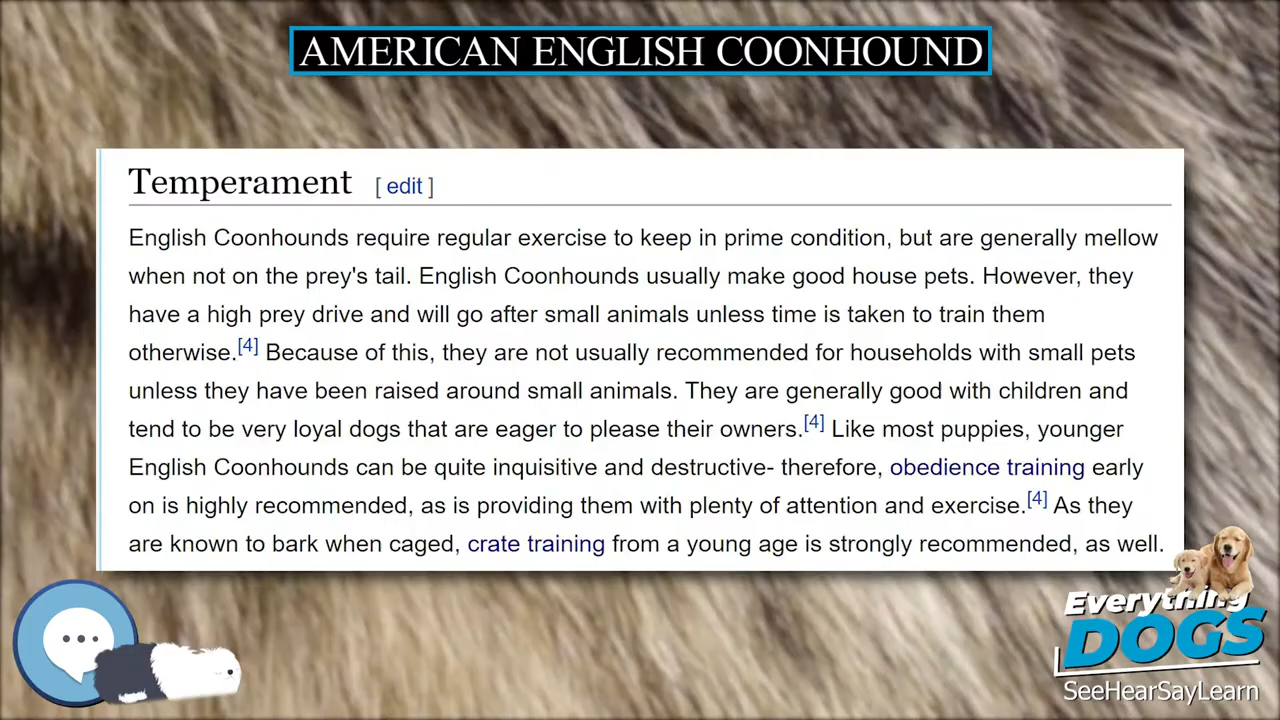 AMERICAN ENGLISH COONHOUND
Temperament [ edit ]
English Coonhounds require regular exercise to keep in prime condition, but are generally mellow
when not on the prey's tail. English Coonhounds usually make good house pets. However, they
have a high prey drive and will go after small animals unless time is taken to train them
otherwise.[4] Because of this, they are not usually recommended for households with small pets
unless they have been raised around small animals. They are generally good with children and
tend to be very loyal dogs that are eager to please their owners.[4] Like most puppies, younger
English Coonhounds can be quite inquisitive and destructive- therefore, obedience training early
on is highly recommended, as is providing them with plenty of attention and exercise.[4] As they
are known to bark when caged, crate training from a young age is strongly recommended, as well.
Everything
DOGS
SeeHearSayLearn